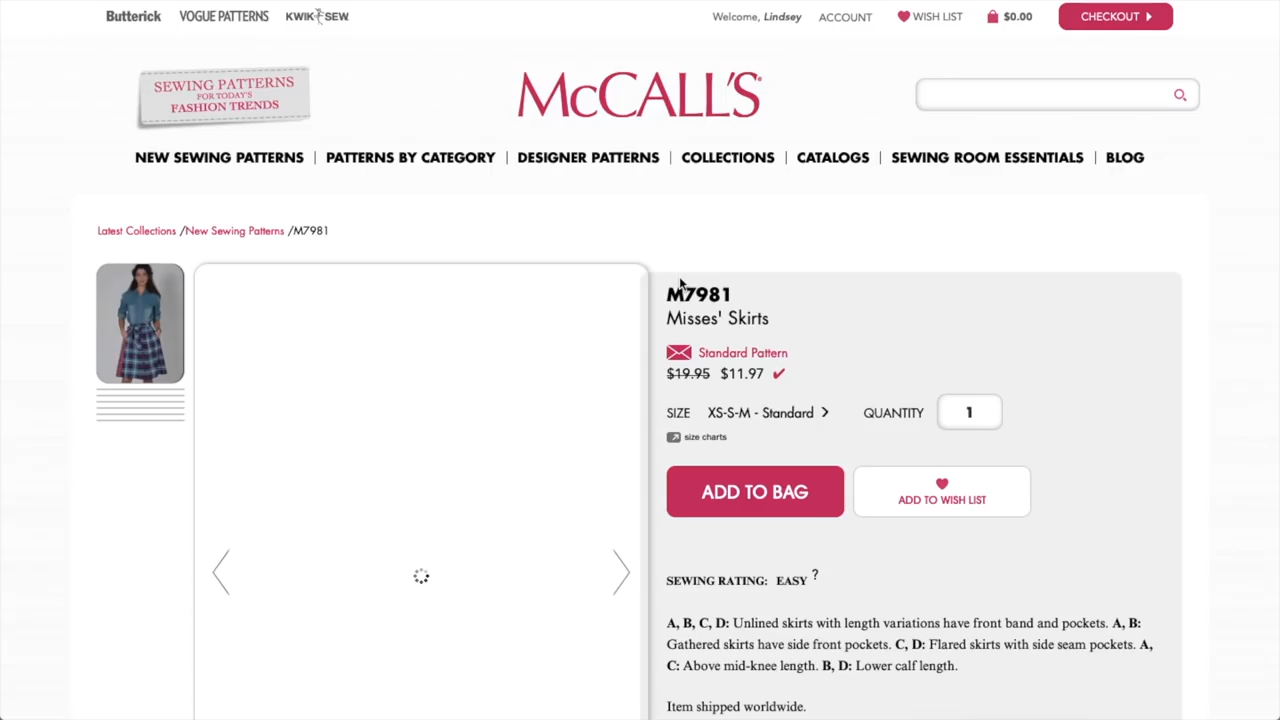 Butterick VOGUE PATTERNS KWIK SEW
Welcome, Lindsey ACCOUNT WISH LIST $0.00 CHECKOUT
SEWING PATTERNS
FOR TODAY'S
FASHION TRENDS
McCALL'S
NEW SEWING PATTERNS | PATTERNS BY CATEGORY | DESIGNER PATTERNS | COLLECTIONS | CATALOGS | SEWING ROOM ESSENTIALS | BLOG
Latest Collections /New Sewing Patterns /M7981
M7981
Misses' Skirts
Standard Pattern
$19.95 $11.97
SIZE XS-S-M - Standard QUANTITY 1
size charts
ADD TO BAG
ADD TO WISH LIST
SEWING RATING: EASY ?
A, B, C, D: Unlined skirts with length variations have front band and pockets. A, B:
Gathered skirts have side front pockets. C, D: Flared skirts with side seam pockets. A,
C: Above mid-knee length. B, D: Lower calf length.
Item shipped worldwide.